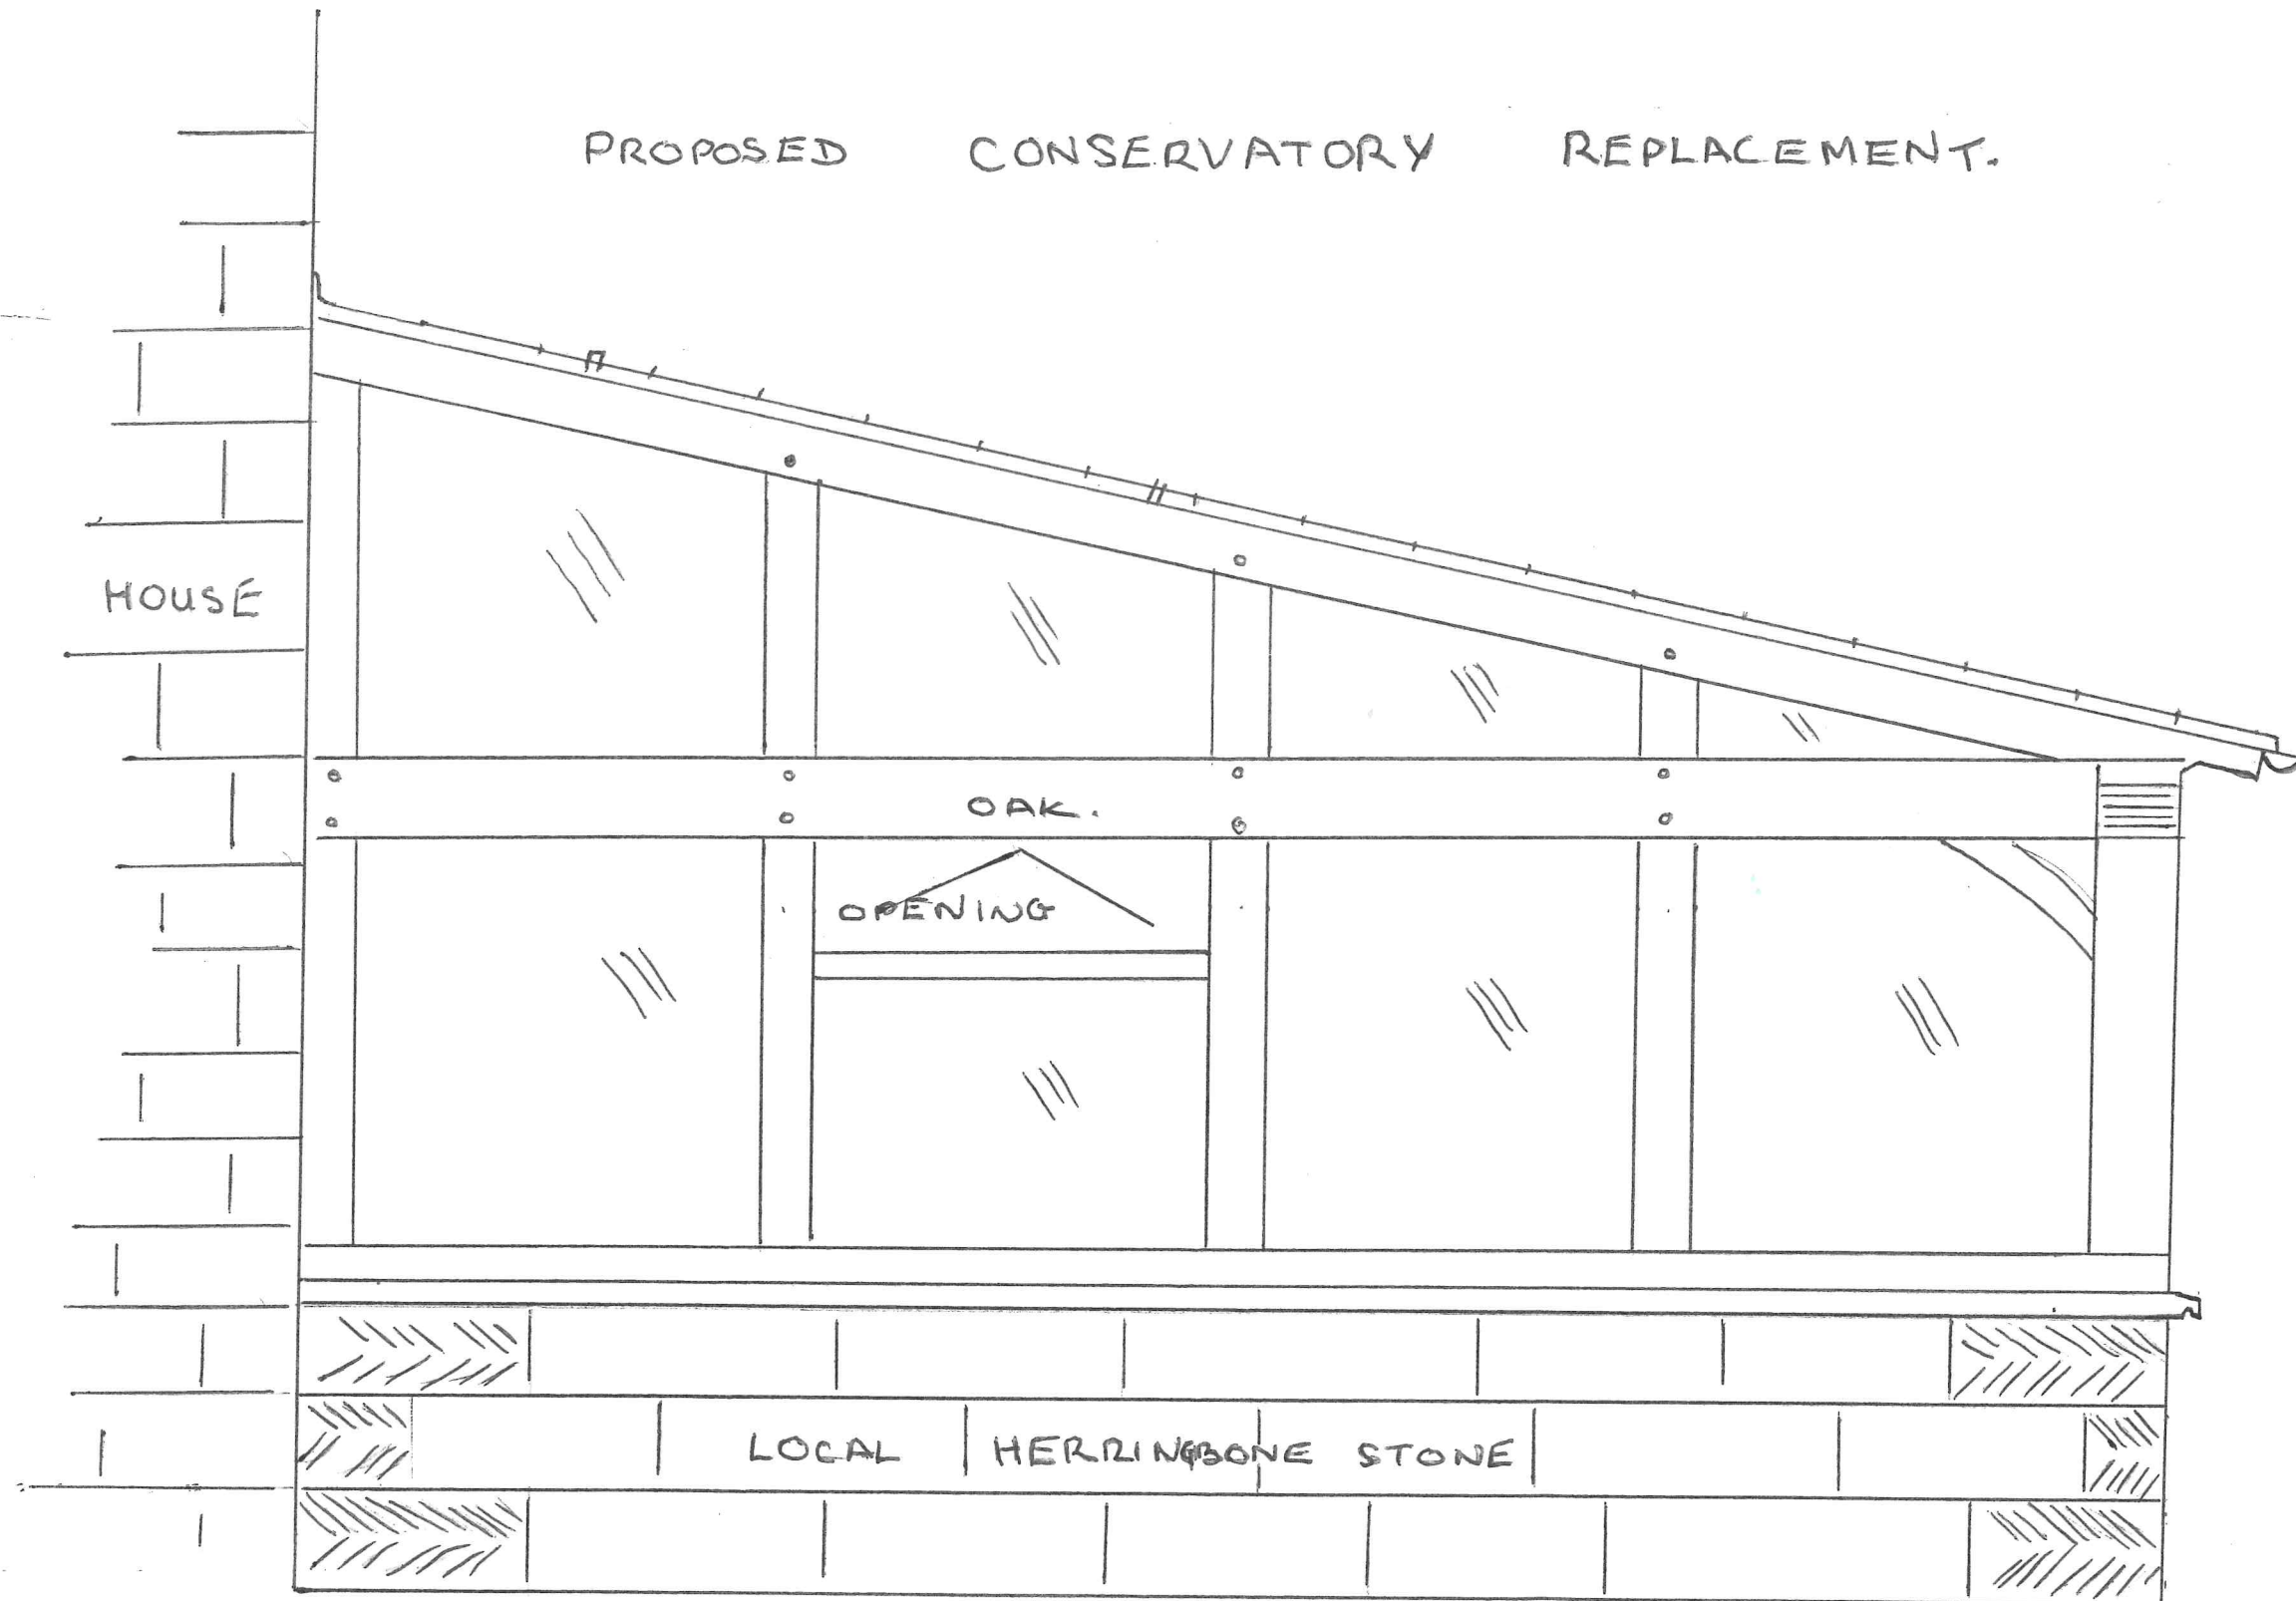 PROPOSED CONSERVATORY REPLACEMENT.
HOUSE
OAK.
OPENING
LOCAL HERRINGBONE STONE